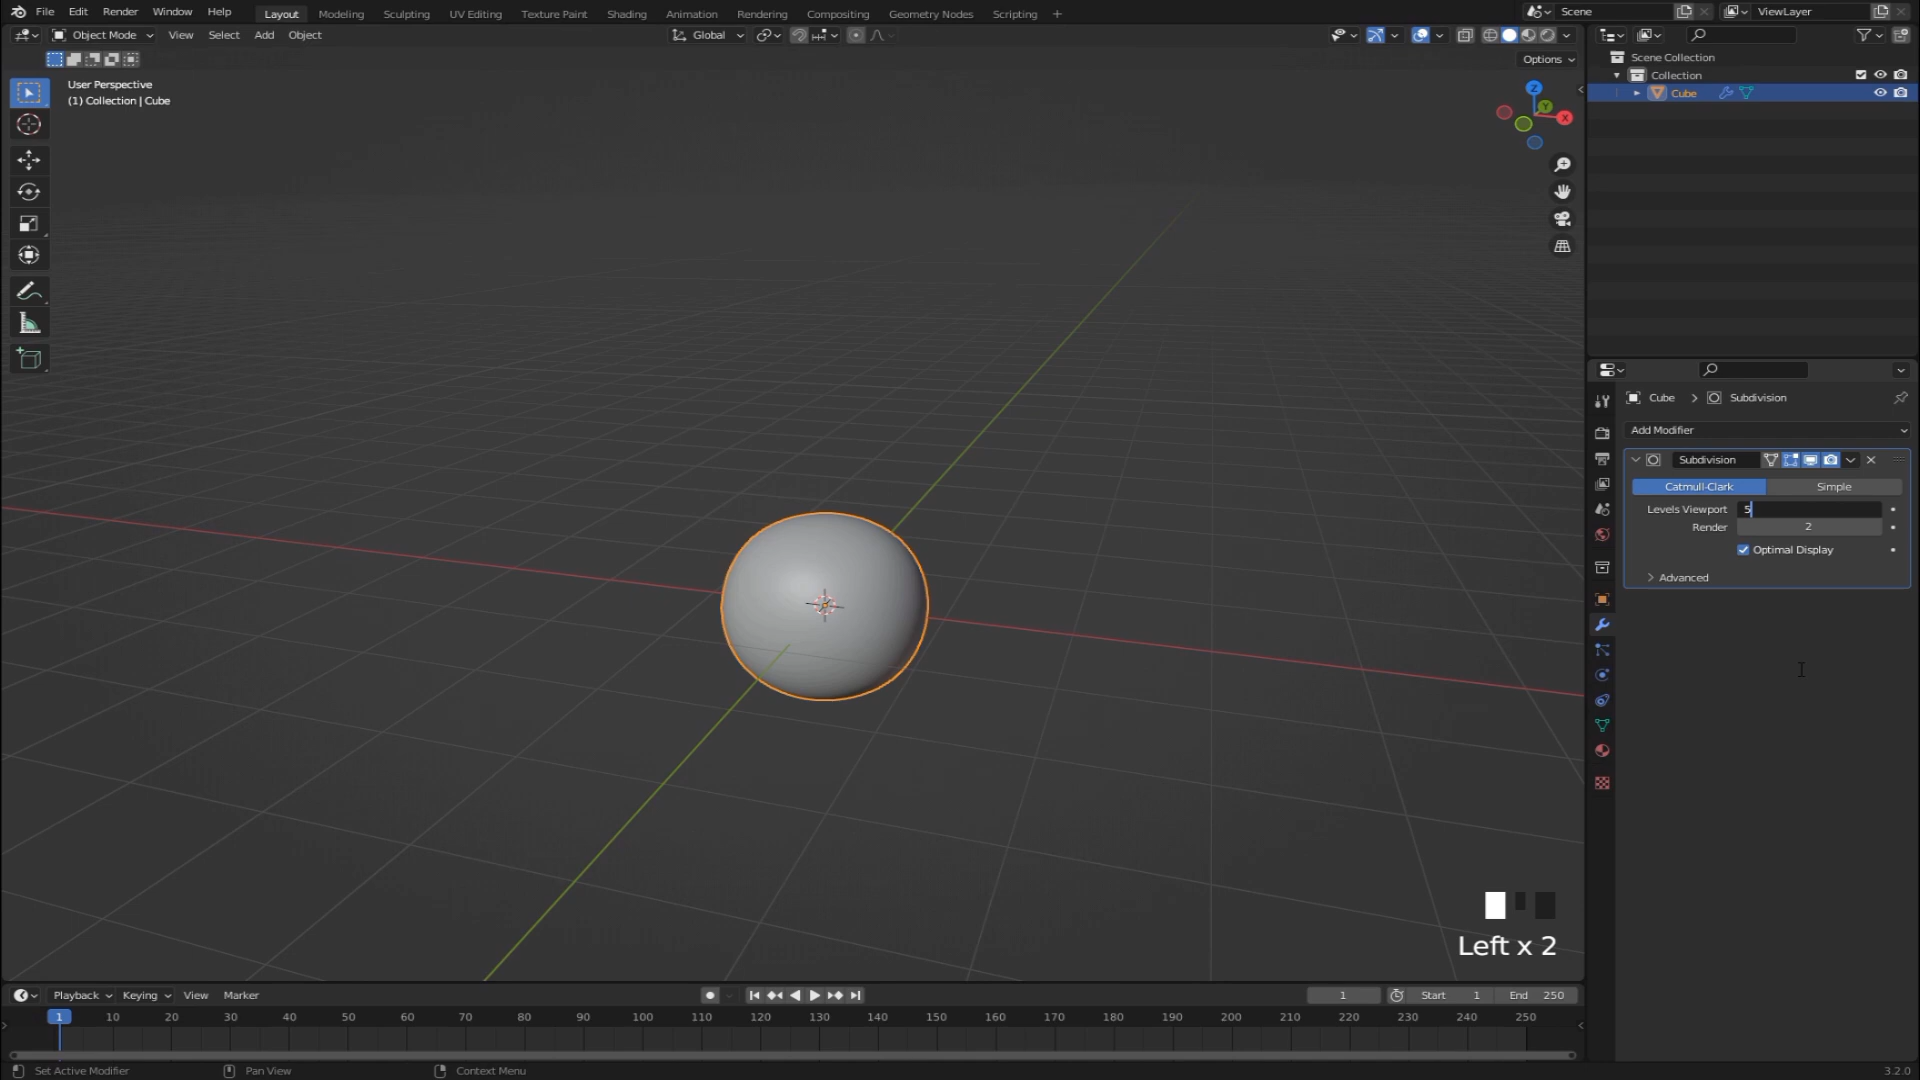 File Edit Render Window Help Layout Modeling Sculpting UV Editing Texture Paint Shading Animation Rendering Compositing Geometry Nodes Scripting + Scene ViewLayer
Object Mode View Select Add Object Global
Options
User Perspective
(1) Collection | Cube
Z
Y
X
Scene Collection
Collection
Cube
Cube > Subdivision
Add Modifier
Subdivision
Catmull-Clark Simple
Levels Viewport 5
Render 2
Optimal Display
Advanced
Left x 2
Playback Keying View Marker 1 Start 1 End 250
1 10 20 30 40 50 60 70 80 90 100 110 120 130 140 150 160 170 180 190 200 210 220 230 240 250
Set Active Modifier Pan View Context Menu 3.2.0